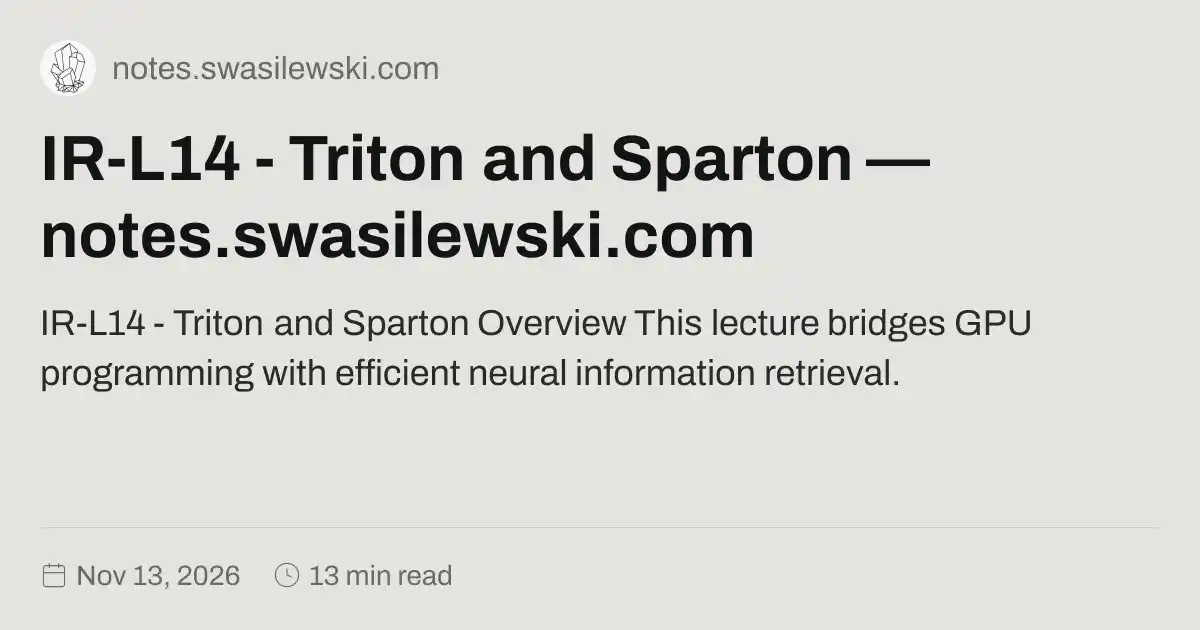 notes.swasilewski.com
IR-L14 - Triton and Sparton —
notes.swasilewski.com
IR-L14 - Triton and Sparton Overview This lecture bridges GPU
programming with efficient neural information retrieval.
Nov 13, 2026 13 min read